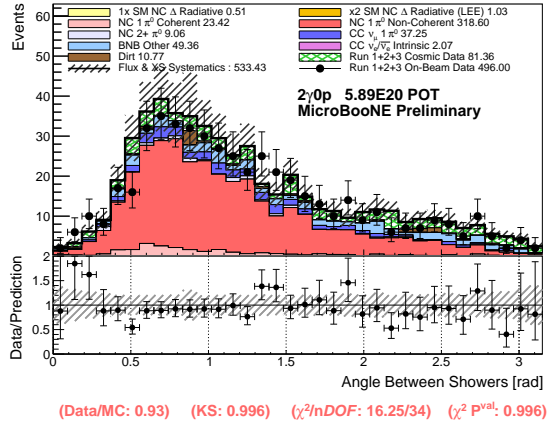 1x SM NC Δ Radiative 0.51
x2 SM NC Δ Radiative (LEE) 1.03
NC 1 π⁰ Coherent 23.42
NC 1 π⁰ Non-Coherent 318.60
NC 2+ π⁰ 9.06
CC ν_μ 1 π⁰ 37.25
BNB Other 49.36
CC ν_e/ν̅_e Intrinsic 2.07
Dirt 10.77
Run 1+2+3 Cosmic Data 81.36
Flux & XS Systematics : 533.43
Run 1+2+3 On-Beam Data 496.00
2γ0p 5.89E20 POT
MicroBooNE Preliminary
Events
60
50
40
30
20
10
Data/Prediction
2
1.5
1
0.5
0
0 0.5 1 1.5 2 2.5 3
Angle Between Showers [rad]
(Data/MC: 0.93) (KS: 0.996) (χ²/nDOF: 16.25/34) (χ² P^val: 0.996)